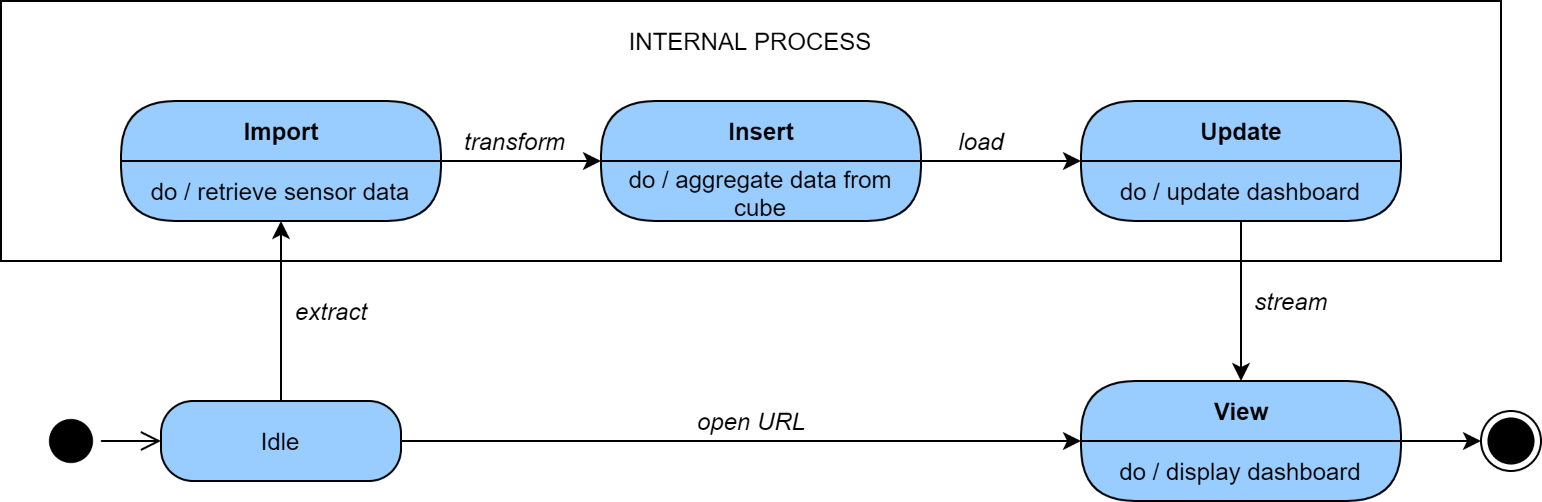 INTERNAL PROCESS
Import
do / retrieve sensor data
transform
Insert
do / aggregate data from
cube
load
Update
do / update dashboard
extract
stream
Idle
open URL
View
do / display dashboard